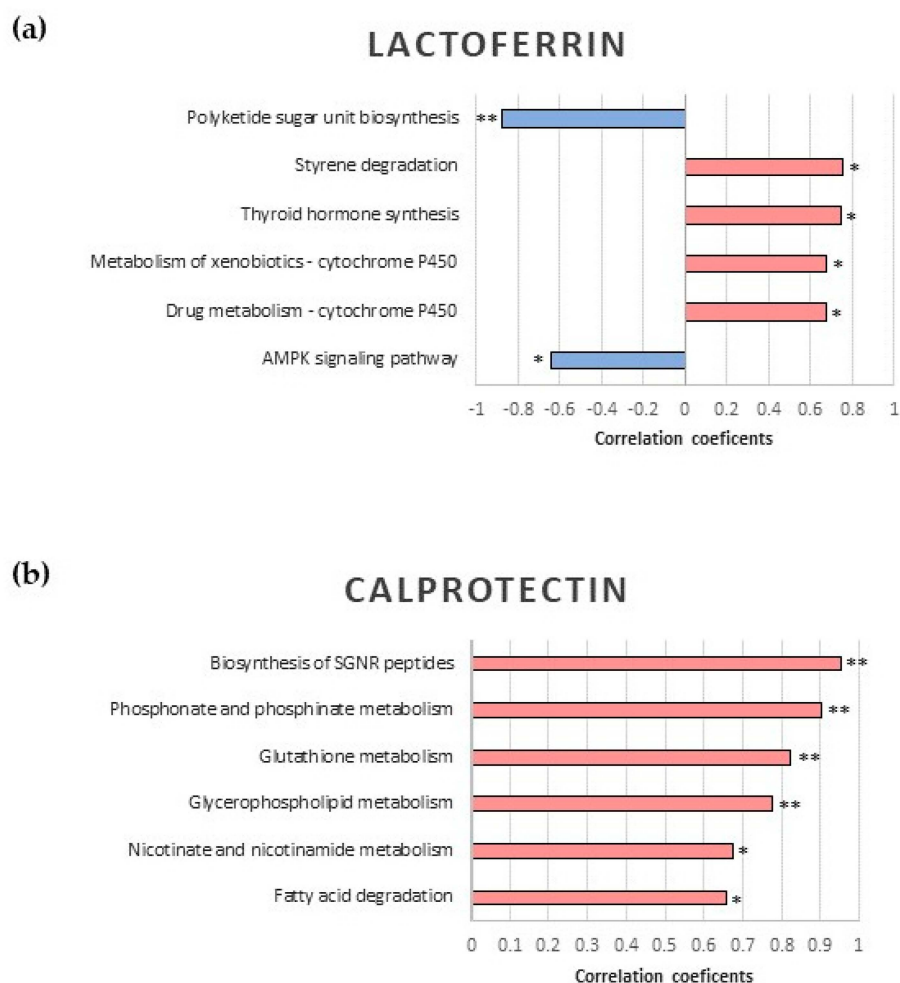 (a)
LACTOFERRIN
Polyketide sugar unit biosynthesis **
Styrene degradation *
Thyroid hormone synthesis *
Metabolism of xenobiotics - cytochrome P450 *
Drug metabolism - cytochrome P450 *
AMPK signaling pathway *
-1 -0.8 -0.6 -0.4 -0.2 0 0.2 0.4 0.6 0.8 1
Correlation coeficents
(b)
CALPROTECTIN
Biosynthesis of SGNR peptides **
Phosphonate and phosphinate metabolism **
Glutathione metabolism **
Glycerophospholipid metabolism **
Nicotinate and nicotinamide metabolism *
Fatty acid degradation *
0 0.1 0.2 0.3 0.4 0.5 0.6 0.7 0.8 0.9 1
Correlation coeficents